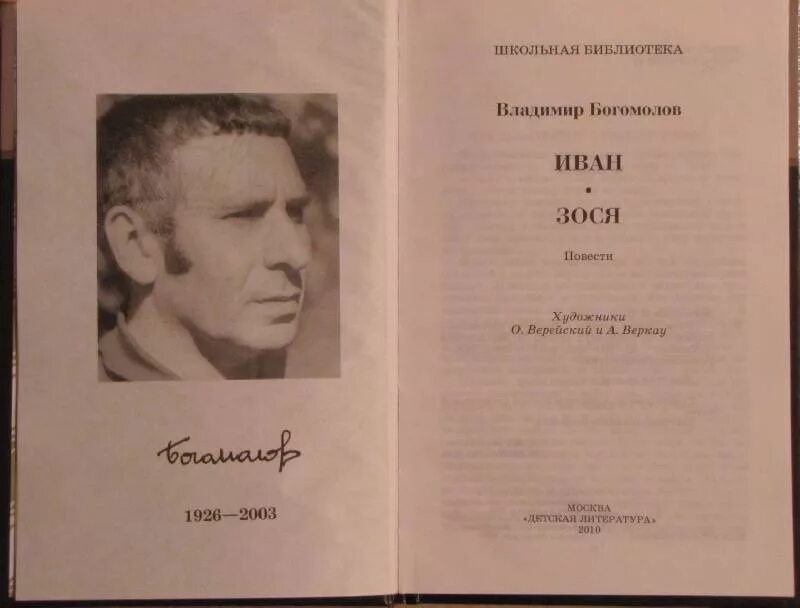 Богомолов
1926—2003
ШКОЛЬНАЯ БИБЛИОТЕКА
Владимир Богомолов
ИВАН
•
ЗОСЯ
Повести
Художники
О. Верейский и А. Веркау
МОСКВА
«ДЕТСКАЯ ЛИТЕРАТУРА»
2010